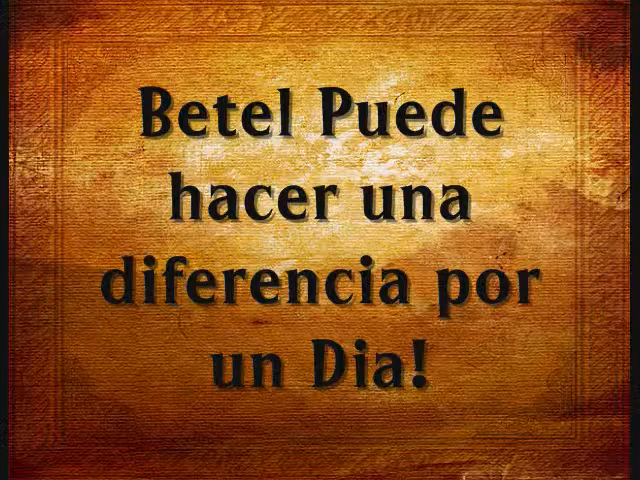 Betel Puede
hacer una
diferencia por
un Dia!